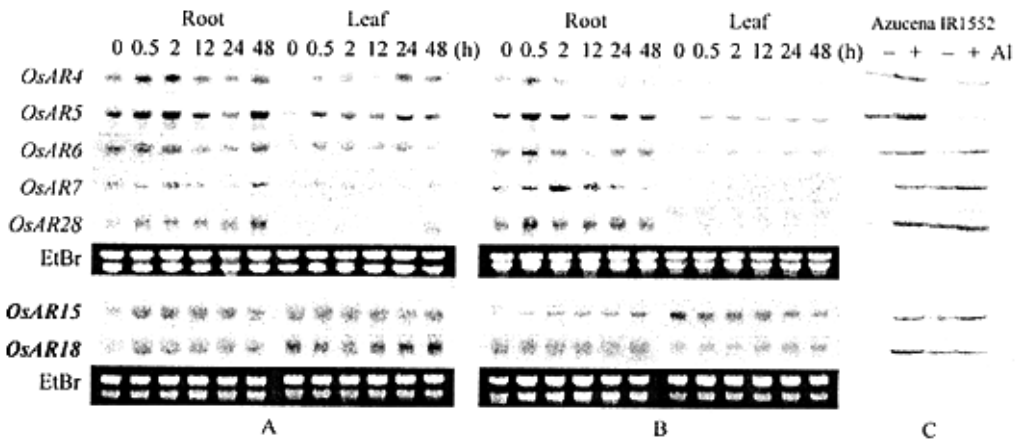 Root Leaf Root Leaf Azucena IR1552
0 0.5 2 12 24 48 0 0.5 2 12 24 48 (h) 0 0.5 2 12 24 48 0 0.5 2 12 24 48 (h) − + − + Al
OsAR4
OsAR5
OsAR6
OsAR7
OsAR28
EtBr
OsAR15
OsAR18
EtBr
A B C